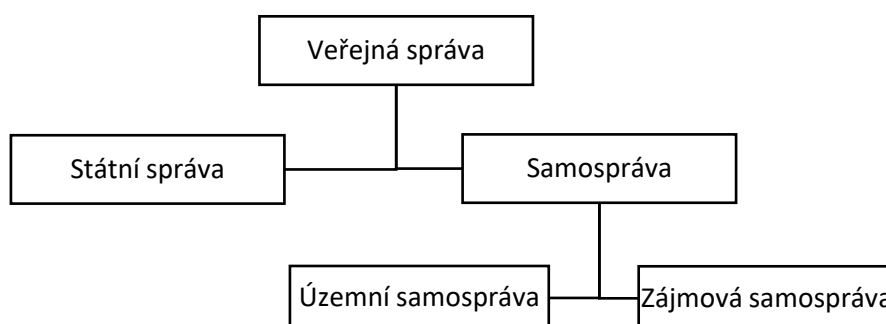 Veřejná správa
Státní správa
Samospráva
Územní samospráva
Zájmová samospráva